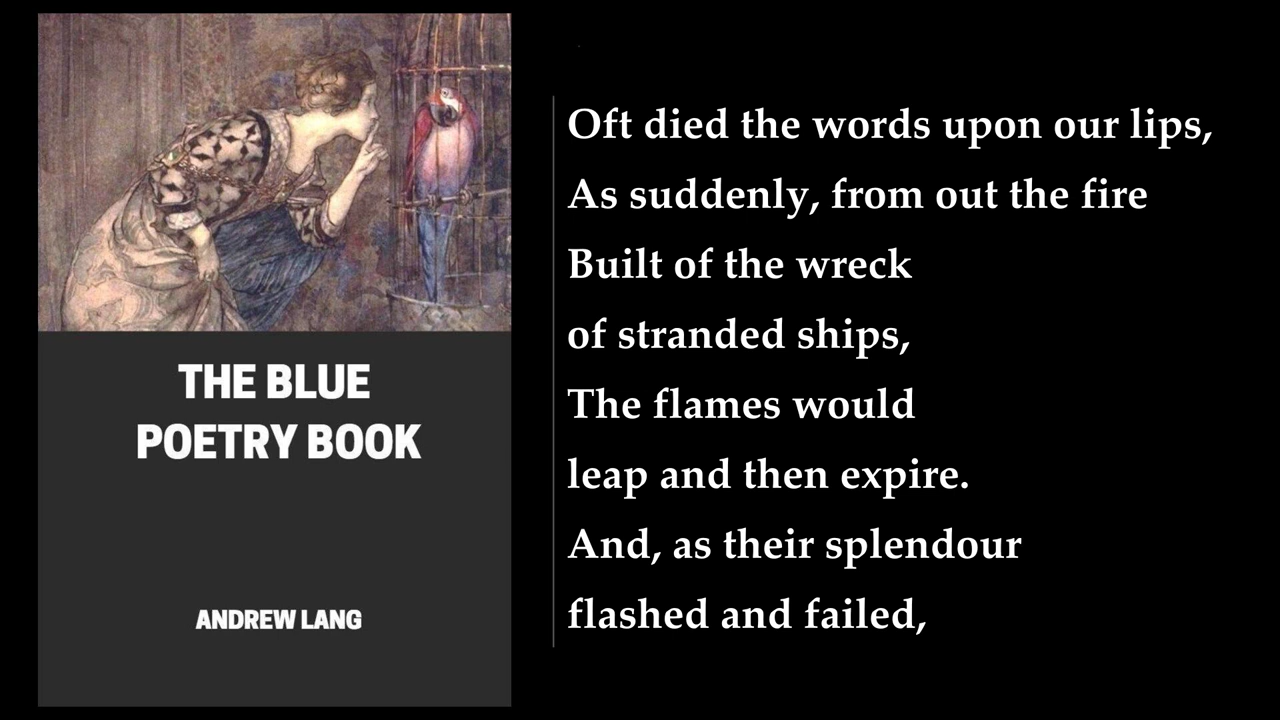 THE BLUE
POETRY BOOK
ANDREW LANG
Oft died the words upon our lips,
As suddenly, from out the fire
Built of the wreck
of stranded ships,
The flames would
leap and then expire.
And, as their splendour
flashed and failed,